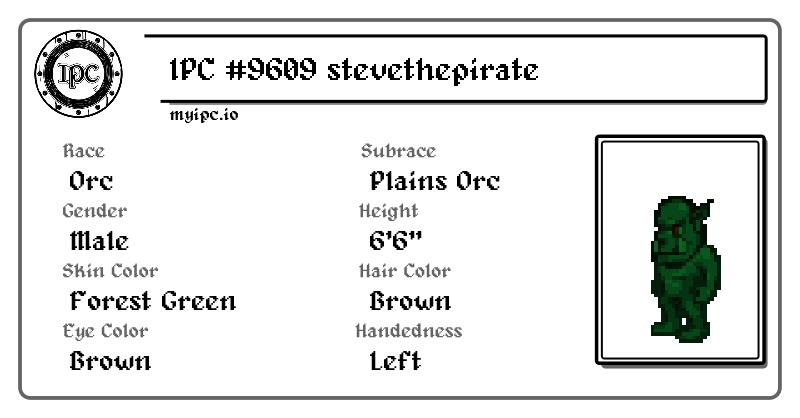 IPC
IPC #9609 stevethepirate
myipc.io
Race
Orc
Subrace
Plains Orc
Gender
Male
Height
6'6"
Skin Color
Forest Green
Hair Color
Brown
Eye Color
Brown
Handedness
Left